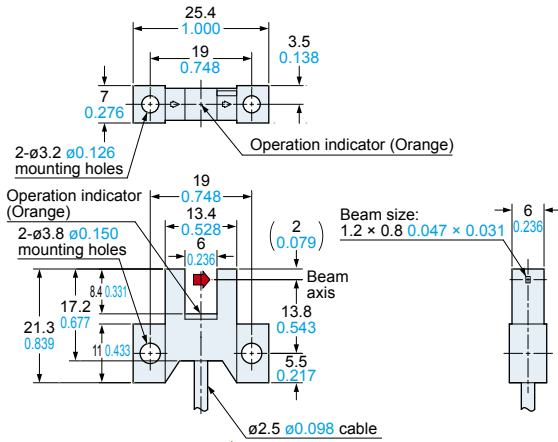 25.4
1.000
19
0.748
3.5
0.138
7
0.276
2-ø3.2 ø0.126
mounting holes
Operation indicator (Orange)
Operation indicator
(Orange)
2-ø3.8 ø0.150
mounting holes
19
0.748
13.4
0.528
6
0.236
( 2
0.079 )
Beam
axis
8.4 0.331
17.2
0.677
21.3
0.839
11 0.433
13.8
0.543
5.5
0.217
ø2.5 ø0.098 cable
Beam size:
1.2 × 0.8 0.047 × 0.031
6
0.236